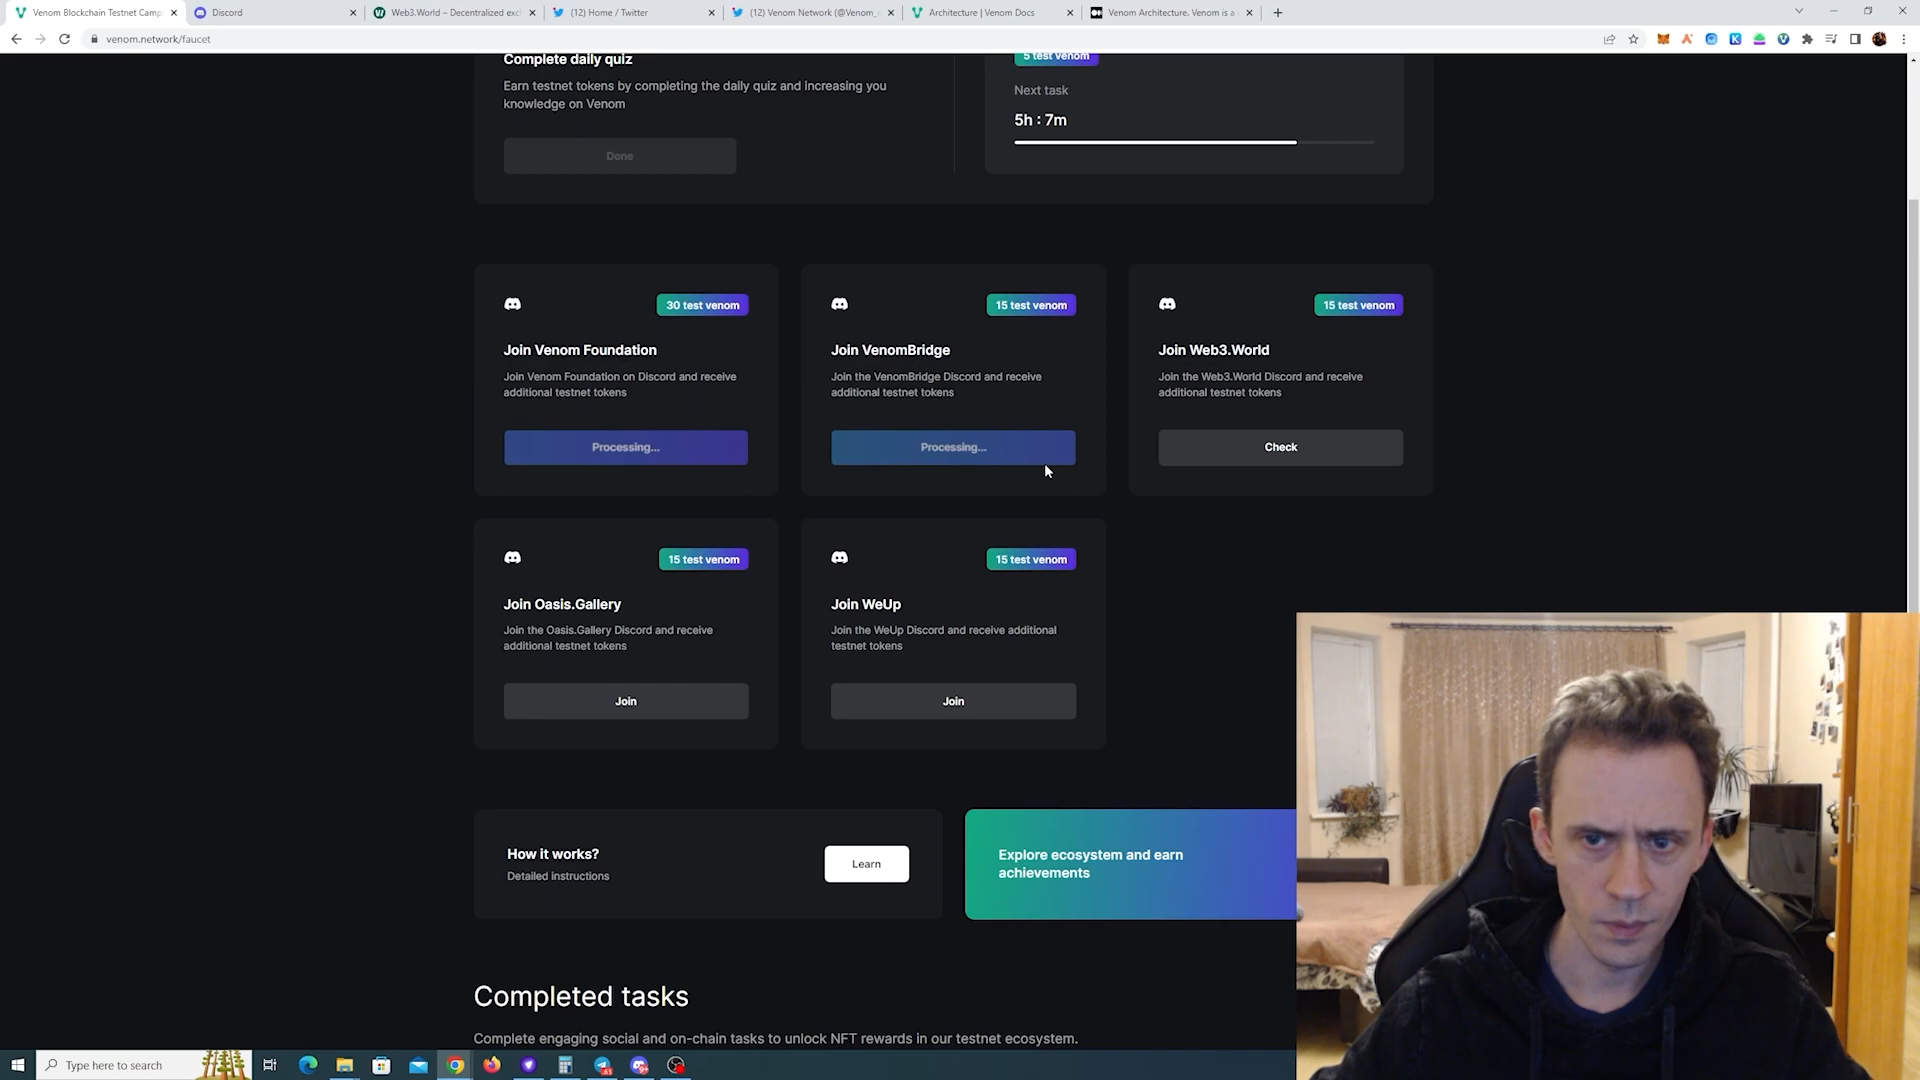 Venom Blockchain Testnet Camp
Discord
Web3.World – Decentralized exc
(12) Home / Twitter
(12) Venom Network (@Venom_
Architecture | Venom Docs
Venom Architecture. Venom is a
venom.network/faucet
Complete daily quiz
Earn testnet tokens by completing the daily quiz and increasing you
knowledge on Venom
Done
5 test venom
Next task
5h : 7m
30 test venom
Join Venom Foundation
Join Venom Foundation on Discord and receive
additional testnet tokens
Processing...
15 test venom
Join VenomBridge
Join the VenomBridge Discord and receive
additional testnet tokens
Processing...
15 test venom
Join Web3.World
Join the Web3.World Discord and receive
additional testnet tokens
Check
15 test venom
Join Oasis.Gallery
Join the Oasis.Gallery Discord and receive
additional testnet tokens
Join
15 test venom
Join WeUp
Join the WeUp Discord and receive additional
testnet tokens
Join
How it works?
Detailed instructions
Learn
Explore ecosystem and earn
achievements
Completed tasks
Complete engaging social and on-chain tasks to unlock NFT rewards in our testnet ecosystem.
Type here to search